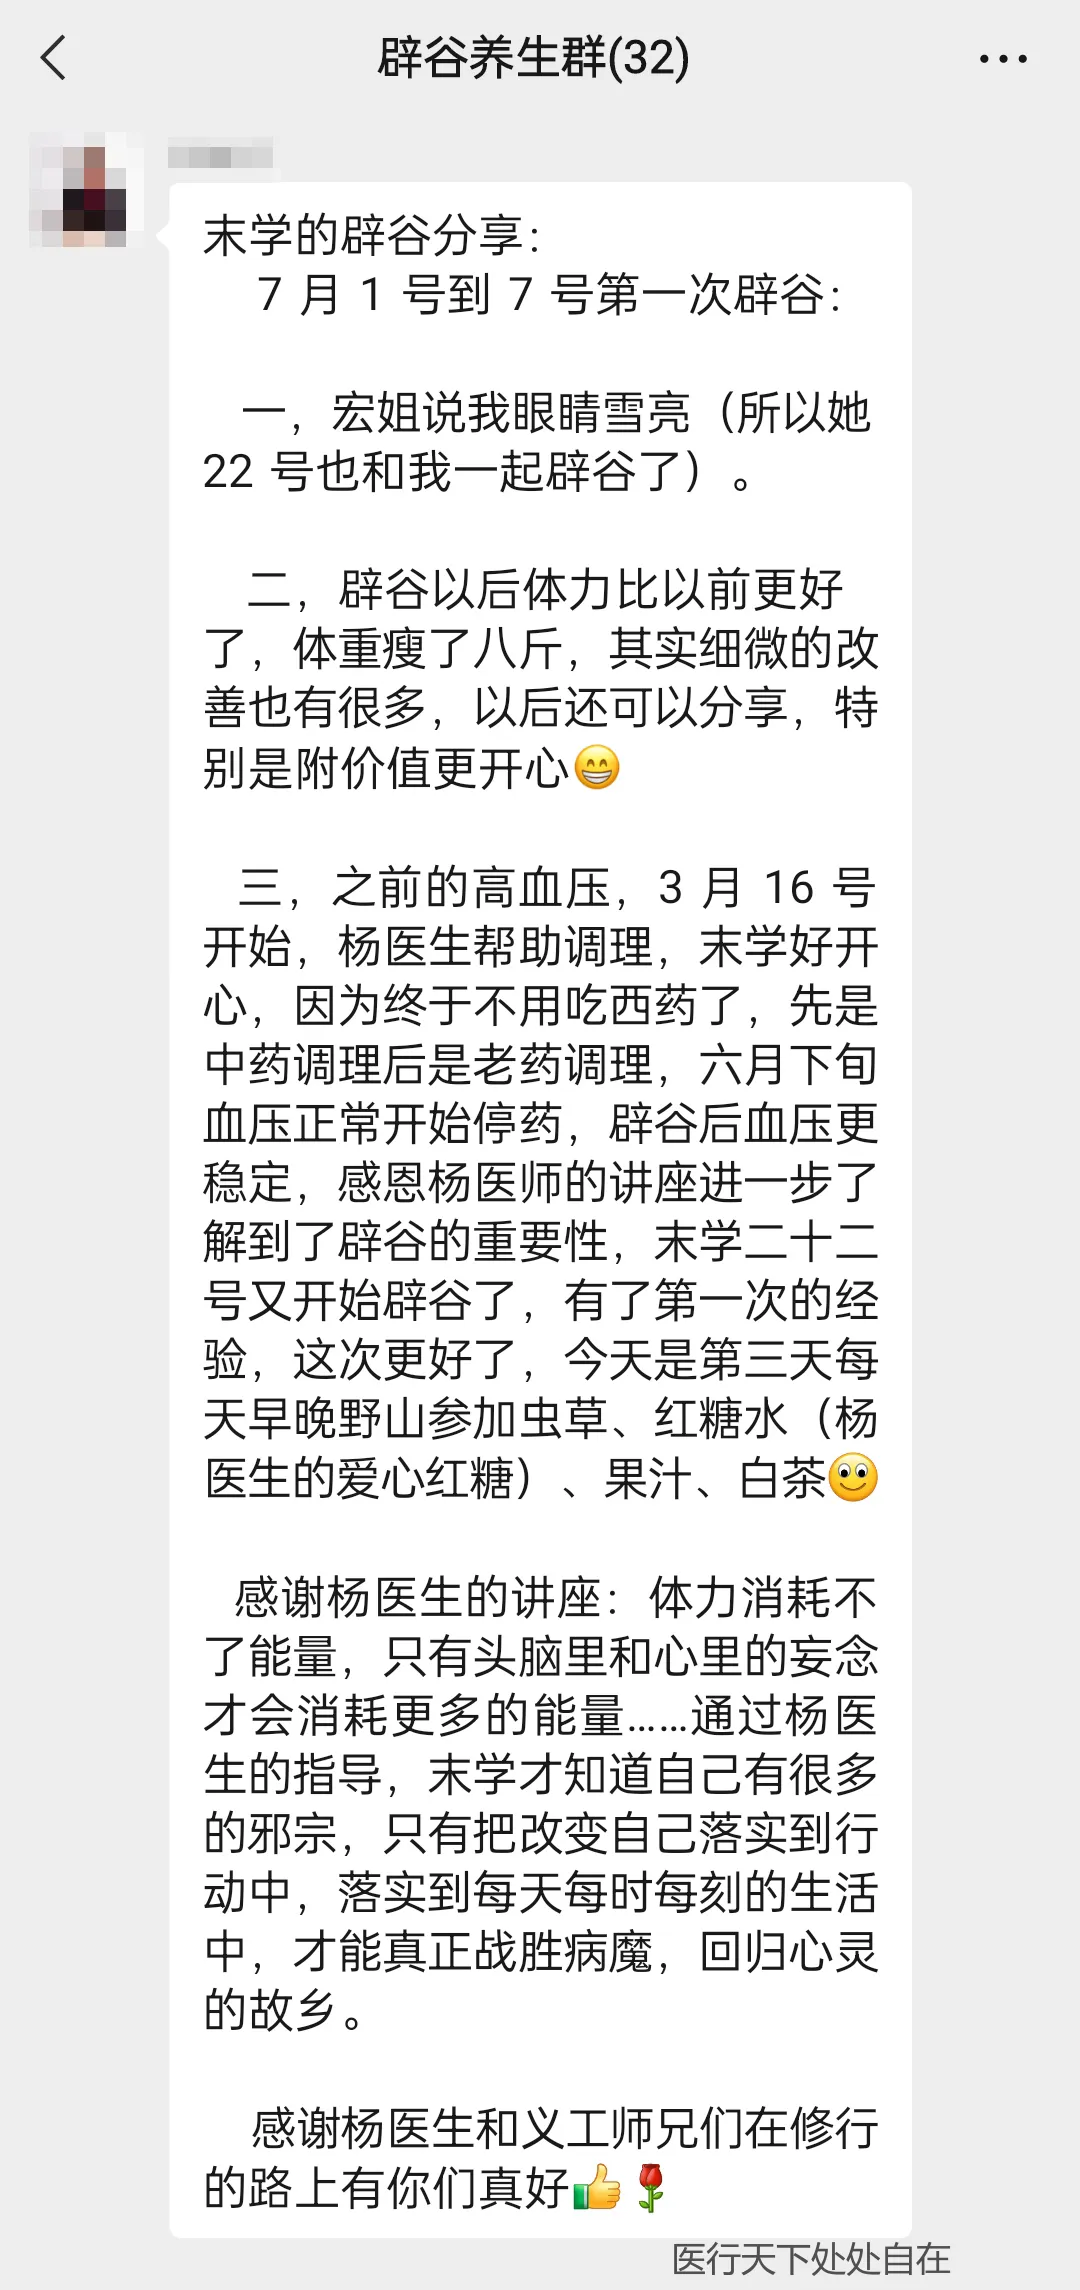 辟谷养生群(32)
末学的辟谷分享：
7 月 1 号到 7 号第一次辟谷：
一，宏姐说我眼睛雪亮（所以她
22 号也和我一起辟谷了）。
二，辟谷以后体力比以前更好
了，体重瘦了八斤，其实细微的改
善也有很多，以后还可以分享，特
别是附价值更开心😁
三，之前的高血压，3 月 16 号
开始，杨医生帮助调理，末学好开
心，因为终于不用吃西药了，先是
中药调理后是老药调理，六月下旬
血压正常开始停药，辟谷后血压更
稳定，感恩杨医师的讲座进一步了
解到了辟谷的重要性，末学二十二
号又开始辟谷了，有了第一次的经
验，这次更好了，今天是第三天每
天早晚野山参加虫草、红糖水（杨
医生的爱心红糖）、果汁、白茶🙂
感谢杨医生的讲座：体力消耗不
了能量，只有头脑里和心里的妄念
才会消耗更多的能量……通过杨医
生的指导，末学才知道自己有很多
的邪宗，只有把改变自己落实到行
动中，落实到每天每时每刻的生活
中，才能真正战胜病魔，回归心灵
的故乡。
感谢杨医生和义工师兄们在修行
的路上有你们真好👍🌹
医行天下处处自在